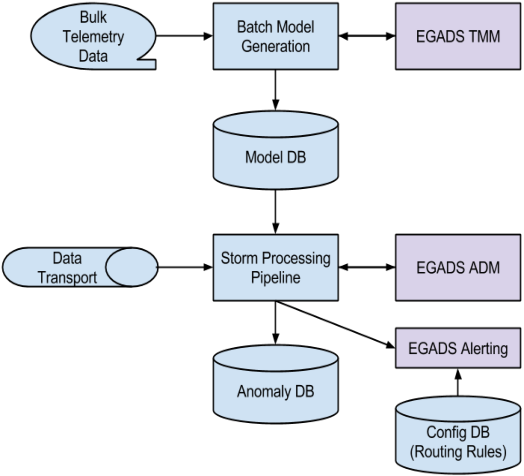 Bulk
Telemetry
Data
Batch Model
Generation
EGADS TMM
Model DB
Data
Transport
Storm Processing
Pipeline
EGADS ADM
EGADS Alerting
Anomaly DB
Config DB
(Routing Rules)